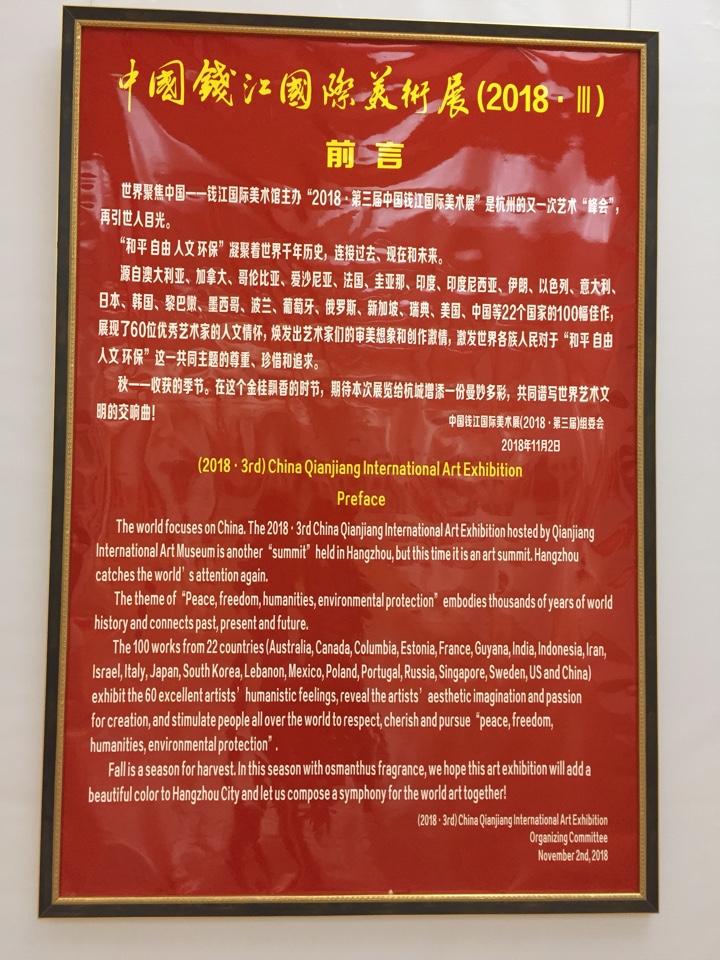 中國錢江國際美術展(2018·Ⅲ)
前言
世界聚焦中国——钱江国际美术馆主办“2018·第三届中国钱江国际美术展”是杭州的又一次艺术“峰会”，
再引世人目光。
“和平 自由 人文 环保”凝聚着世界千年历史，连接过去、现在和未来。
源自澳大利亚、加拿大、哥伦比亚、爱沙尼亚、法国、圭亚那、印度、印度尼西亚、伊朗、以色列、意大利、
日本、韩国、黎巴嫩、墨西哥、波兰、葡萄牙、俄罗斯、新加坡、瑞典、美国、中国等22个国家的100幅佳作，
展现了60位优秀艺术家的人文情怀，焕发出艺术家们的审美想象和创作激情，激发世界各族人民对于“和平 自由
人文 环保”这一共同主题的尊重、珍惜和追求。
秋——收获的季节。在这个金桂飘香的时节，期待本次展览给杭城增添一份曼妙多彩，共同谱写世界艺术文
明的交响曲！
中国钱江国际美术展(2018·第三届)组委会
2018年11月2日
(2018·3rd) China Qianjiang International Art Exhibition
Preface
The world focuses on China. The 2018·3rd China Qianjiang International Art Exhibition hosted by Qianjiang
International Art Museum is another “summit” held in Hangzhou, but this time it is an art summit. Hangzhou
catches the world’s attention again.
The theme of “Peace, freedom, humanities, environmental protection” embodies thousands of years of world
history and connects past, present and future.
The 100 works from 22 countries (Australia, Canada, Columbia, Estonia, France, Guyana, India, Indonesia, Iran,
Israel, Italy, Japan, South Korea, Lebanon, Mexico, Poland, Portugal, Russia, Singapore, Sweden, US and China)
exhibit the 60 excellent artists’ humanistic feelings, reveal the artists’ aesthetic imagination and passion
for creation, and stimulate people all over the world to respect, cherish and pursue “peace, freedom,
humanities, environmental protection”.
Fall is a season for harvest. In this season with osmanthus fragrance, we hope this art exhibition will add a
beautiful color to Hangzhou City and let us compose a symphony for the world art together!
(2018·3rd) China Qianjiang International Art Exhibition
Organizing Committee
November 2nd, 2018